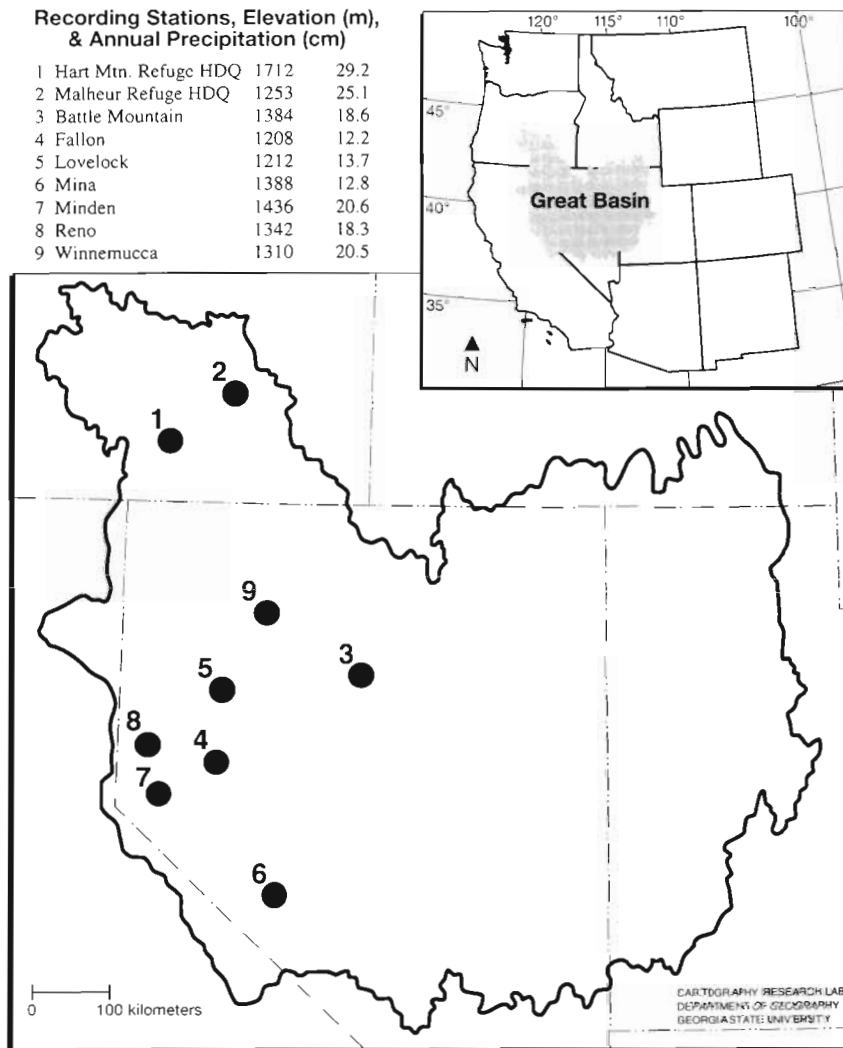 Recording Stations, Elevation (m),
& Annual Precipitation (cm)
1 Hart Mtn. Refuge HDQ 1712 29.2
2 Malheur Refuge HDQ 1253 25.1
3 Battle Mountain 1384 18.6
4 Fallon 1208 12.2
5 Lovelock 1212 13.7
6 Mina 1388 12.8
7 Minden 1436 20.6
8 Reno 1342 18.3
9 Winnemucca 1310 20.5
120° 115° 110° 100°
45°
40°
Great Basin
35°
N
2
1
9
3
5
8
4
7
6
0 100 kilometers
CARTOGRAPHY RESEARCH LAB
DEPARTMENT OF GEOGRAPHY
GEORGIA STATE UNIVERSITY